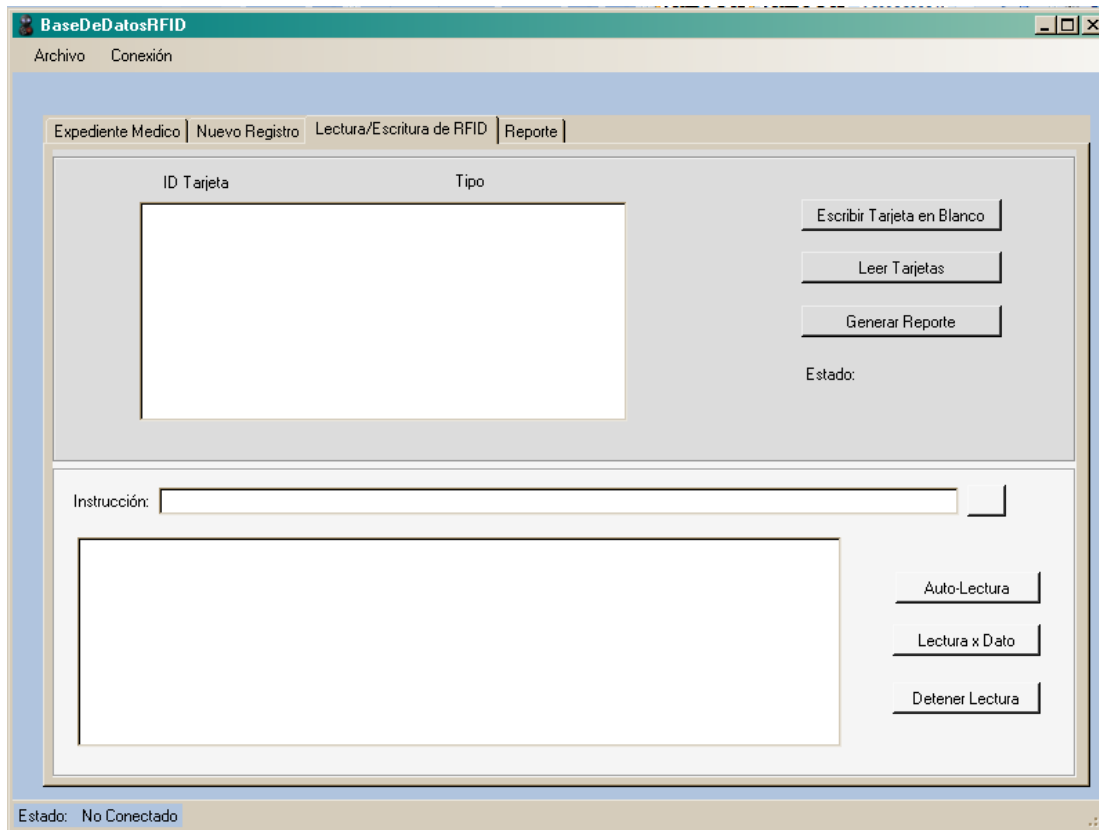 BaseDeDatosRFID
Archivo Conexión
Expediente Medico Nuevo Registro Lectura/Escritura de RFID Reporte
ID Tarjeta Tipo
Escribir Tarjeta en Blanco
Leer Tarjetas
Generar Reporte
Estado:
Instrucción:
Auto-Lectura
Lectura x Dato
Detener Lectura
Estado: No Conectado